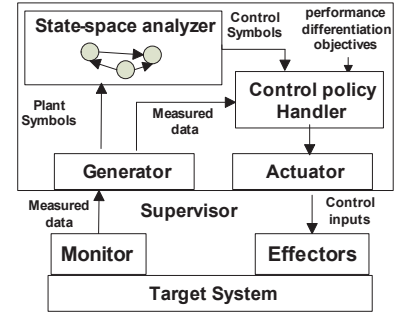 State-space analyzer
Control
Symbols
performance
differentiation
objectives
Plant
Symbols
Measured
data
Control policy
Handler
Generator
Actuator
Measured
data
Supervisor
Control
inputs
Monitor
Effectors
Target System